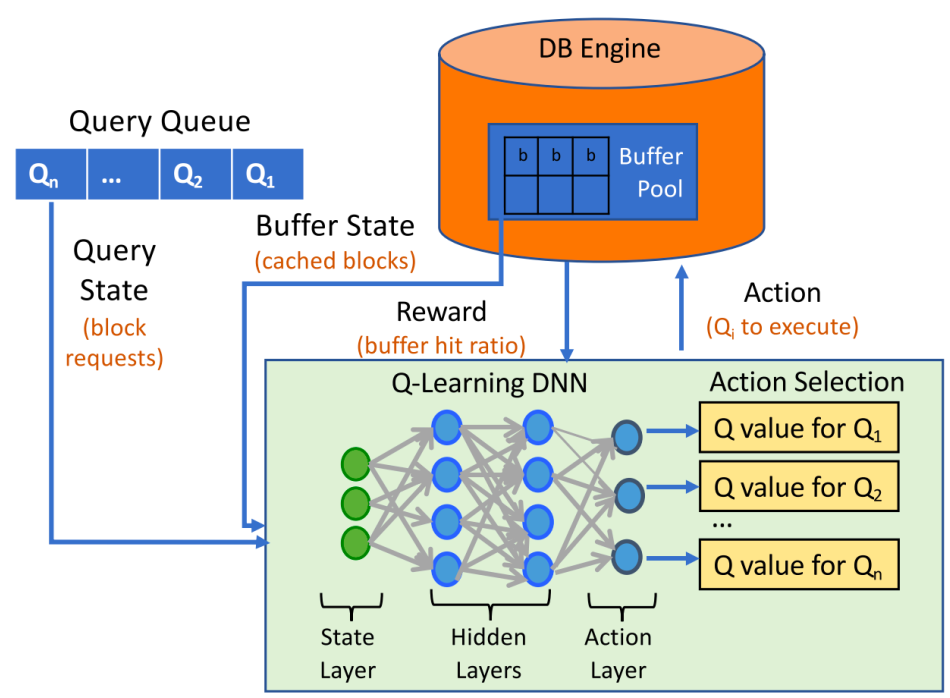 DB Engine
Query Queue
Qn ... Q2 Q1
b b b
Buffer
Pool
Query
State
(block
requests)
Buffer State
(cached blocks)
Reward
(buffer hit ratio)
Action
(Qi to execute)
Q-Learning DNN
Action Selection
Q value for Q1
Q value for Q2
...
Q value for Qn
State
Layer
Hidden
Layers
Action
Layer